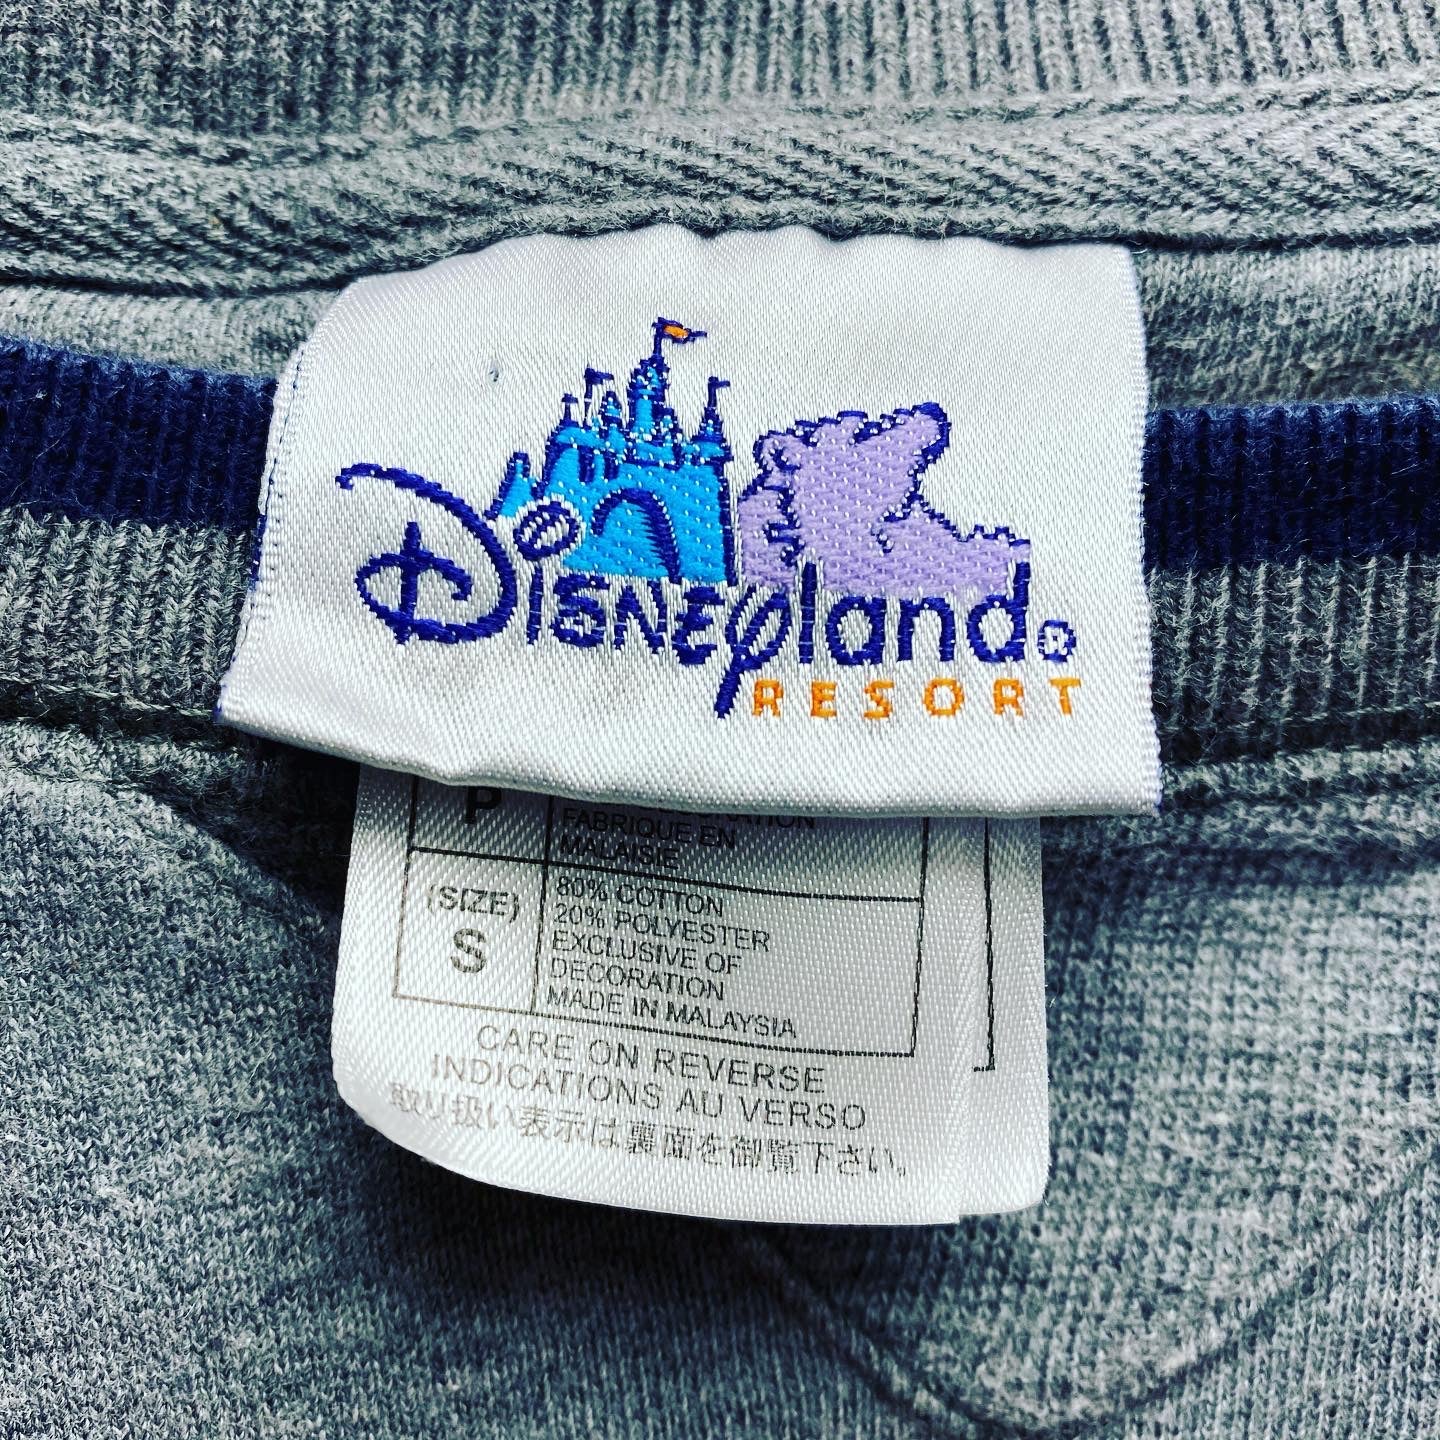 Disneyland®
RESORT
P
FABRIQUE EN
MALAISIE
(SIZE)
S
80% COTTON
20% POLYESTER
EXCLUSIVE OF
DECORATION
MADE IN MALAYSIA
CARE ON REVERSE
INDICATIONS AU VERSO
取り扱い表示は裏面を御覧下さい。